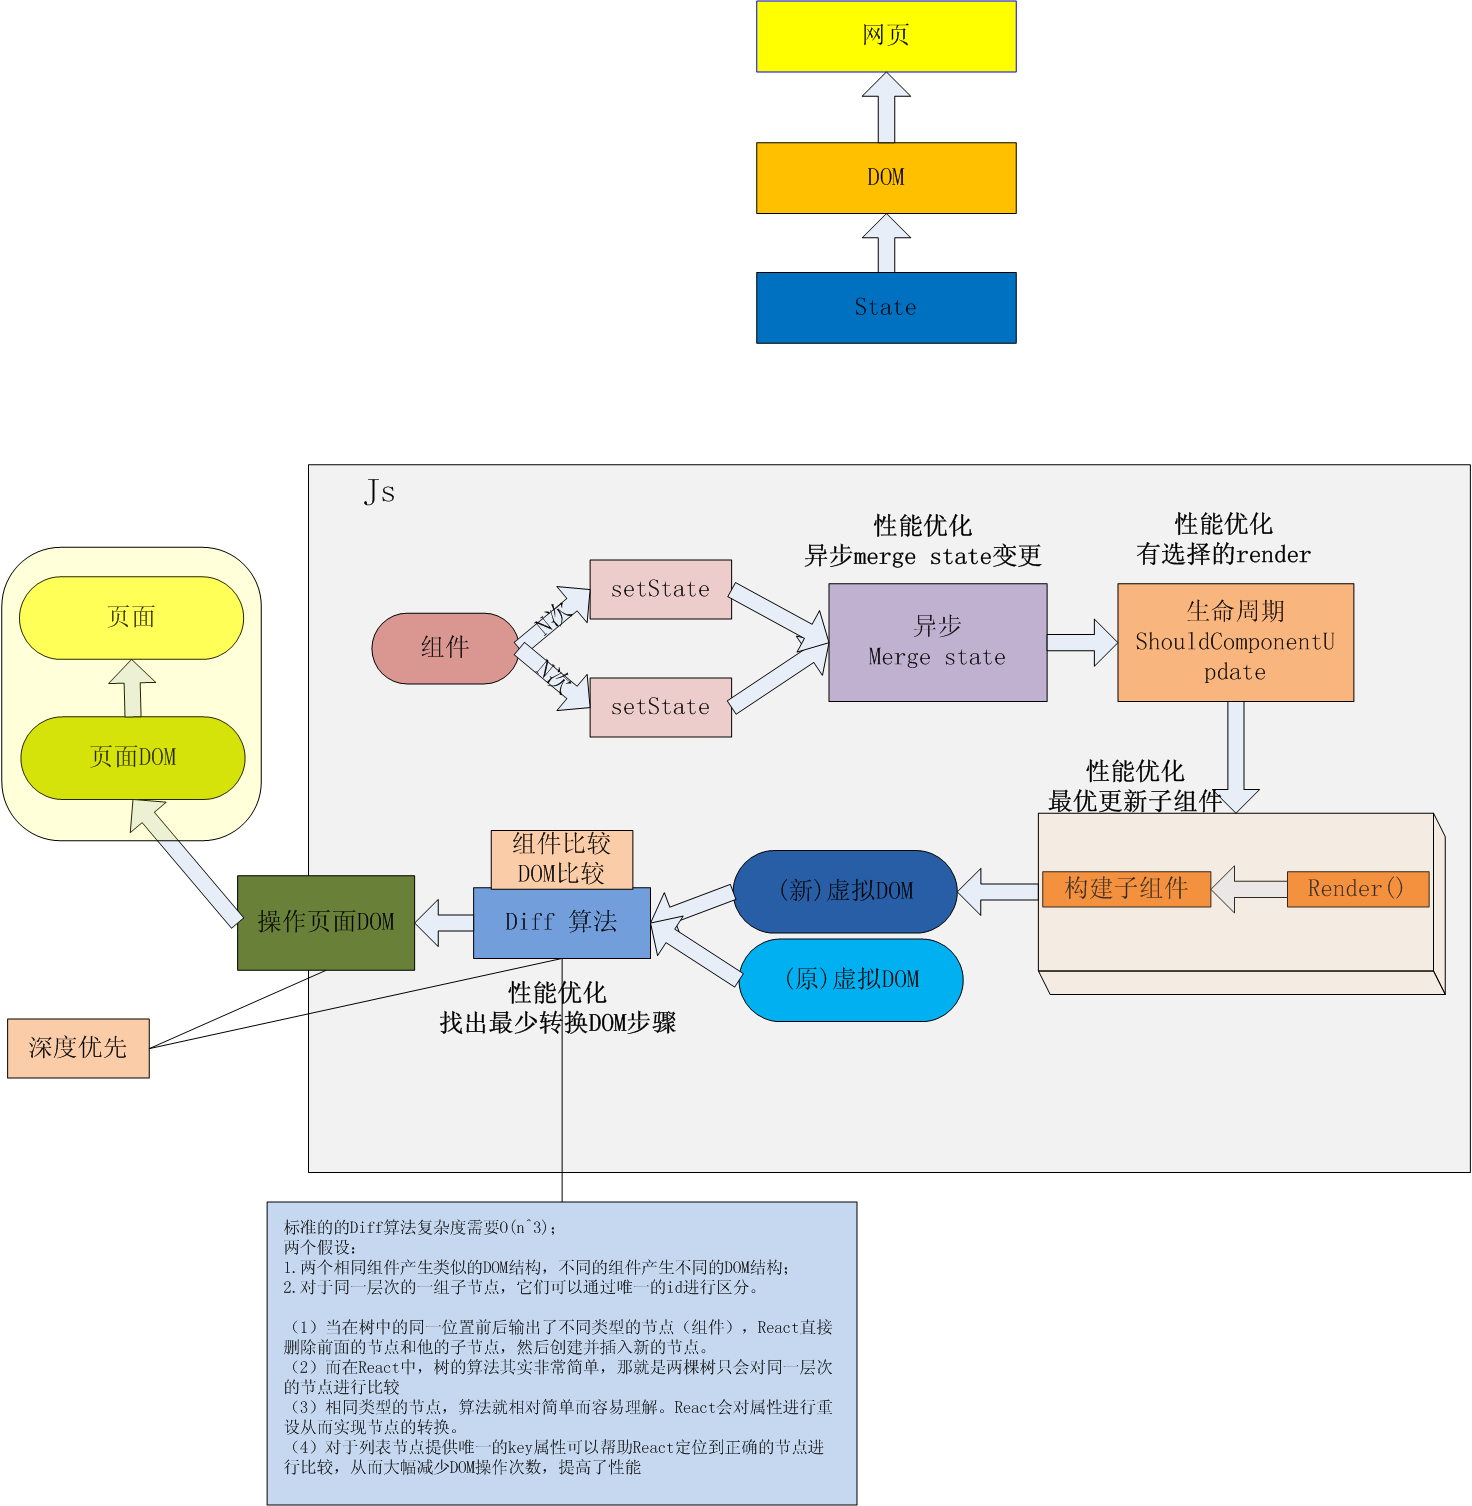 网页
DOM
State
Js
性能优化
异步merge state变更
性能优化
有选择的render
组件
N次
N次
setState
setState
异步
Merge state
生命周期
ShouldComponentU
pdate
页面
页面DOM
性能优化
最优更新子组件
组件比较
DOM比较
(新)虚拟DOM
构建子组件
Render()
操作页面DOM
Diff 算法
(原)虚拟DOM
性能优化
找出最少转换DOM步骤
深度优先
标准的的Diff算法复杂度需要O(n^3);
两个假设:
1.两个相同组件产生类似的DOM结构，不同的组件产生不同的DOM结构;
2.对于同一层次的一组子节点，它们可以通过唯一的id进行区分。
（1）当在树中的同一位置前后输出了不同类型的节点（组件），React直接
删除前面的节点和他的子节点，然后创建并插入新的节点。
（2）而在React中，树的算法其实非常简单，那就是两棵树只会对同一层次
的节点进行比较
（3）相同类型的节点，算法就相对简单而容易理解。React会对属性进行重
设从而实现节点的转换。
（4）对于列表节点提供唯一的key属性可以帮助React定位到正确的节点进
行比较，从而大幅减少DOM操作次数，提高了性能